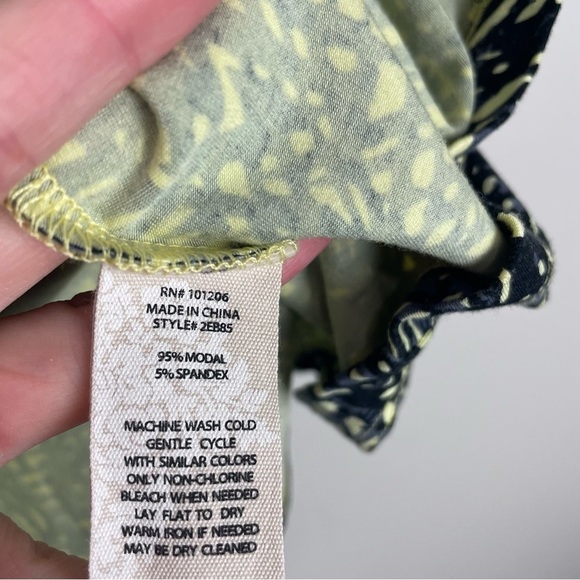 RN# 101206
MADE IN CHINA
STYLE# 2EB85
95% MODAL
5% SPANDEX
MACHINE WASH COLD
GENTLE CYCLE
WITH SIMILAR COLORS
ONLY NON-CHLORINE
BLEACH WHEN NEEDED
LAY FLAT TO DRY
WARM IRON IF NEEDED
MAY BE DRY CLEANED